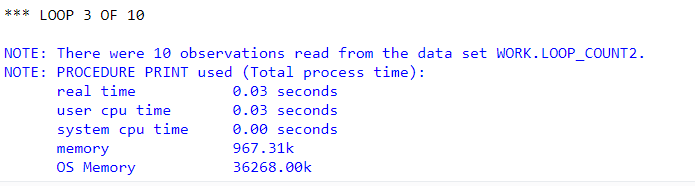 *** LOOP 3 OF 10
NOTE: There were 10 observations read from the data set WORK.LOOP_COUNT2.
NOTE: PROCEDURE PRINT used (Total process time):
real time 0.03 seconds
user cpu time 0.03 seconds
system cpu time 0.00 seconds
memory 967.31k
OS Memory 36268.00k